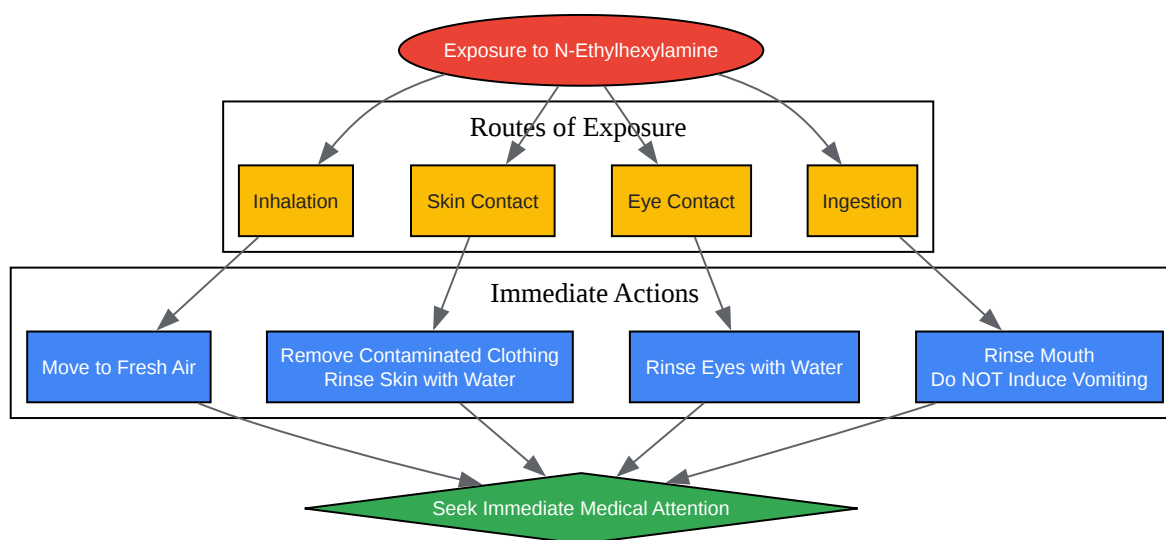 Exposure to N-Ethylhexylamine
Routes of Exposure
Inhalation
Skin Contact
Eye Contact
Ingestion
Immediate Actions
Move to Fresh Air
Remove Contaminated Clothing
Rinse Skin with Water
Rinse Eyes with Water
Rinse Mouth
Do NOT Induce Vomiting
Seek Immediate Medical Attention